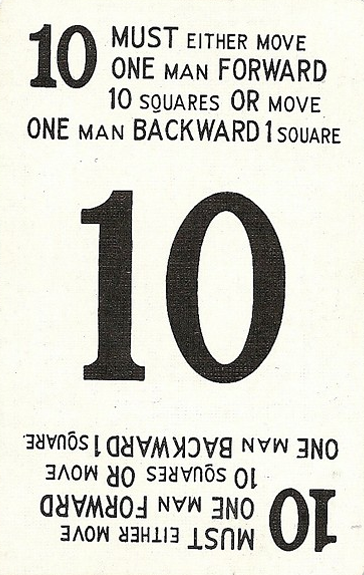 10 MUST EITHER MOVE
ONE MAN FORWARD
10 SQUARES OR MOVE
ONE MAN BACKWARD 1 SQUARE
10
10 MUST EITHER MOVE
ONE MAN FORWARD
10 SQUARES OR MOVE
ONE MAN BACKWARD 1 SQUARE.